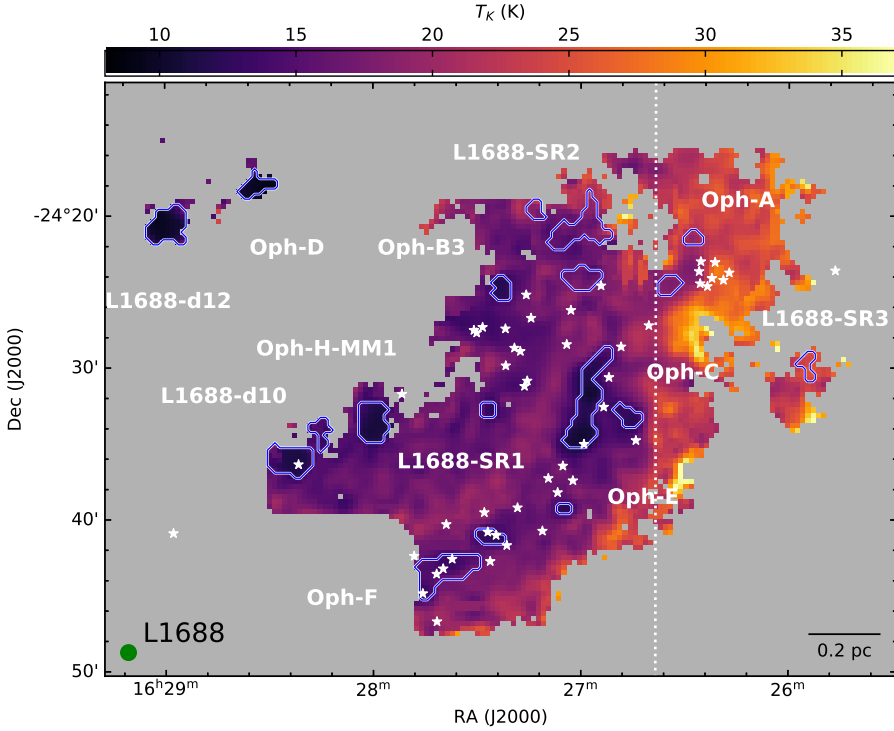 T_K (K)
10 15 20 25 30 35
L1688-SR2
Oph-A
-24°20'
Oph-D Oph-B3
L1688-d12
L1688-SR3
Oph-H-MM1
30'
Oph-C
L1688-d10
L1688-SR1
Oph-E
40'
Oph-F
L1688
0.2 pc
50'
16ʰ29ᵐ 28ᵐ 27ᵐ 26ᵐ
RA (J2000)
Dec (J2000)